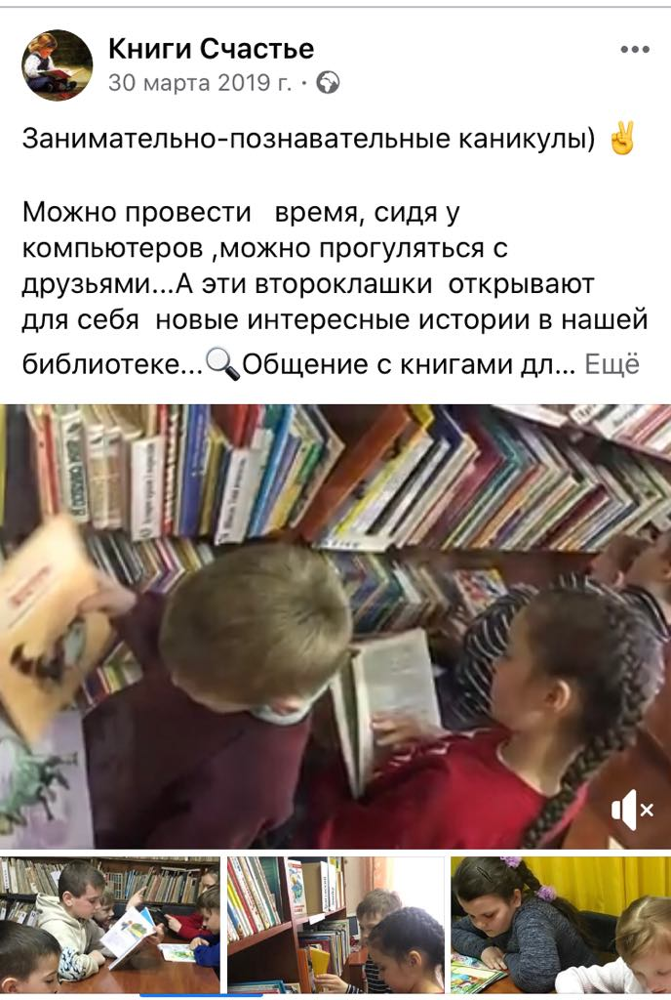 Книги Счастье
30 марта 2019 г. ·
Занимательно-познавательные каникулы) ✌️
Можно провести   время, сидя у
компьютеров ,можно прогуляться с
друзьями...А эти второклашки  открывают
для себя  новые интересные истории в нашей
библиотеке...🔍Общение с книгами дл... Ещё